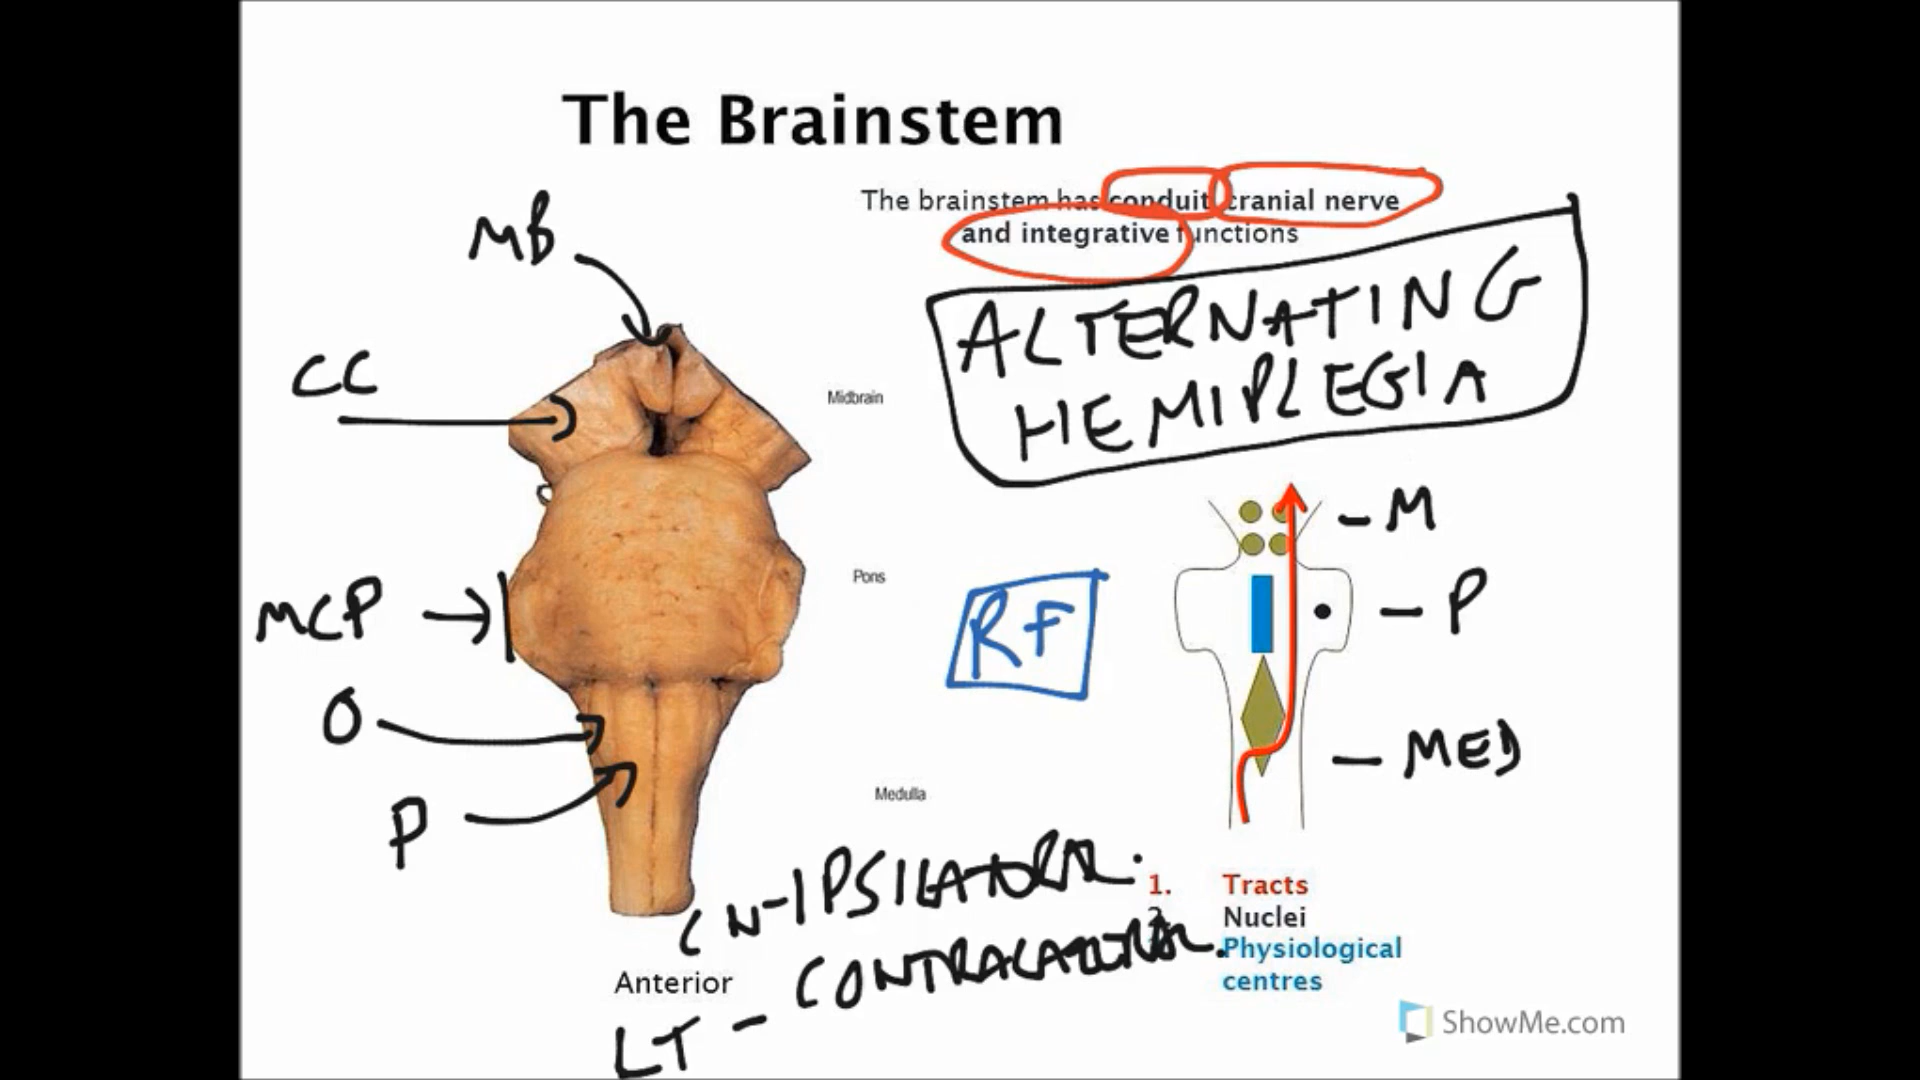 The Brainstem
The brainstem has conduit, cranial nerve
and integrative functions
MB
CC
ALTERNATING
HEMIPLEGIA
Midbrain
M
Pons
RF
P
MCP
O
MED
P
Medulla
CN-IPSILATERAL.
1. Tracts
2. Nuclei
Physiological
centres
LT - CONTRALATERAL.
Anterior
ShowMe.com